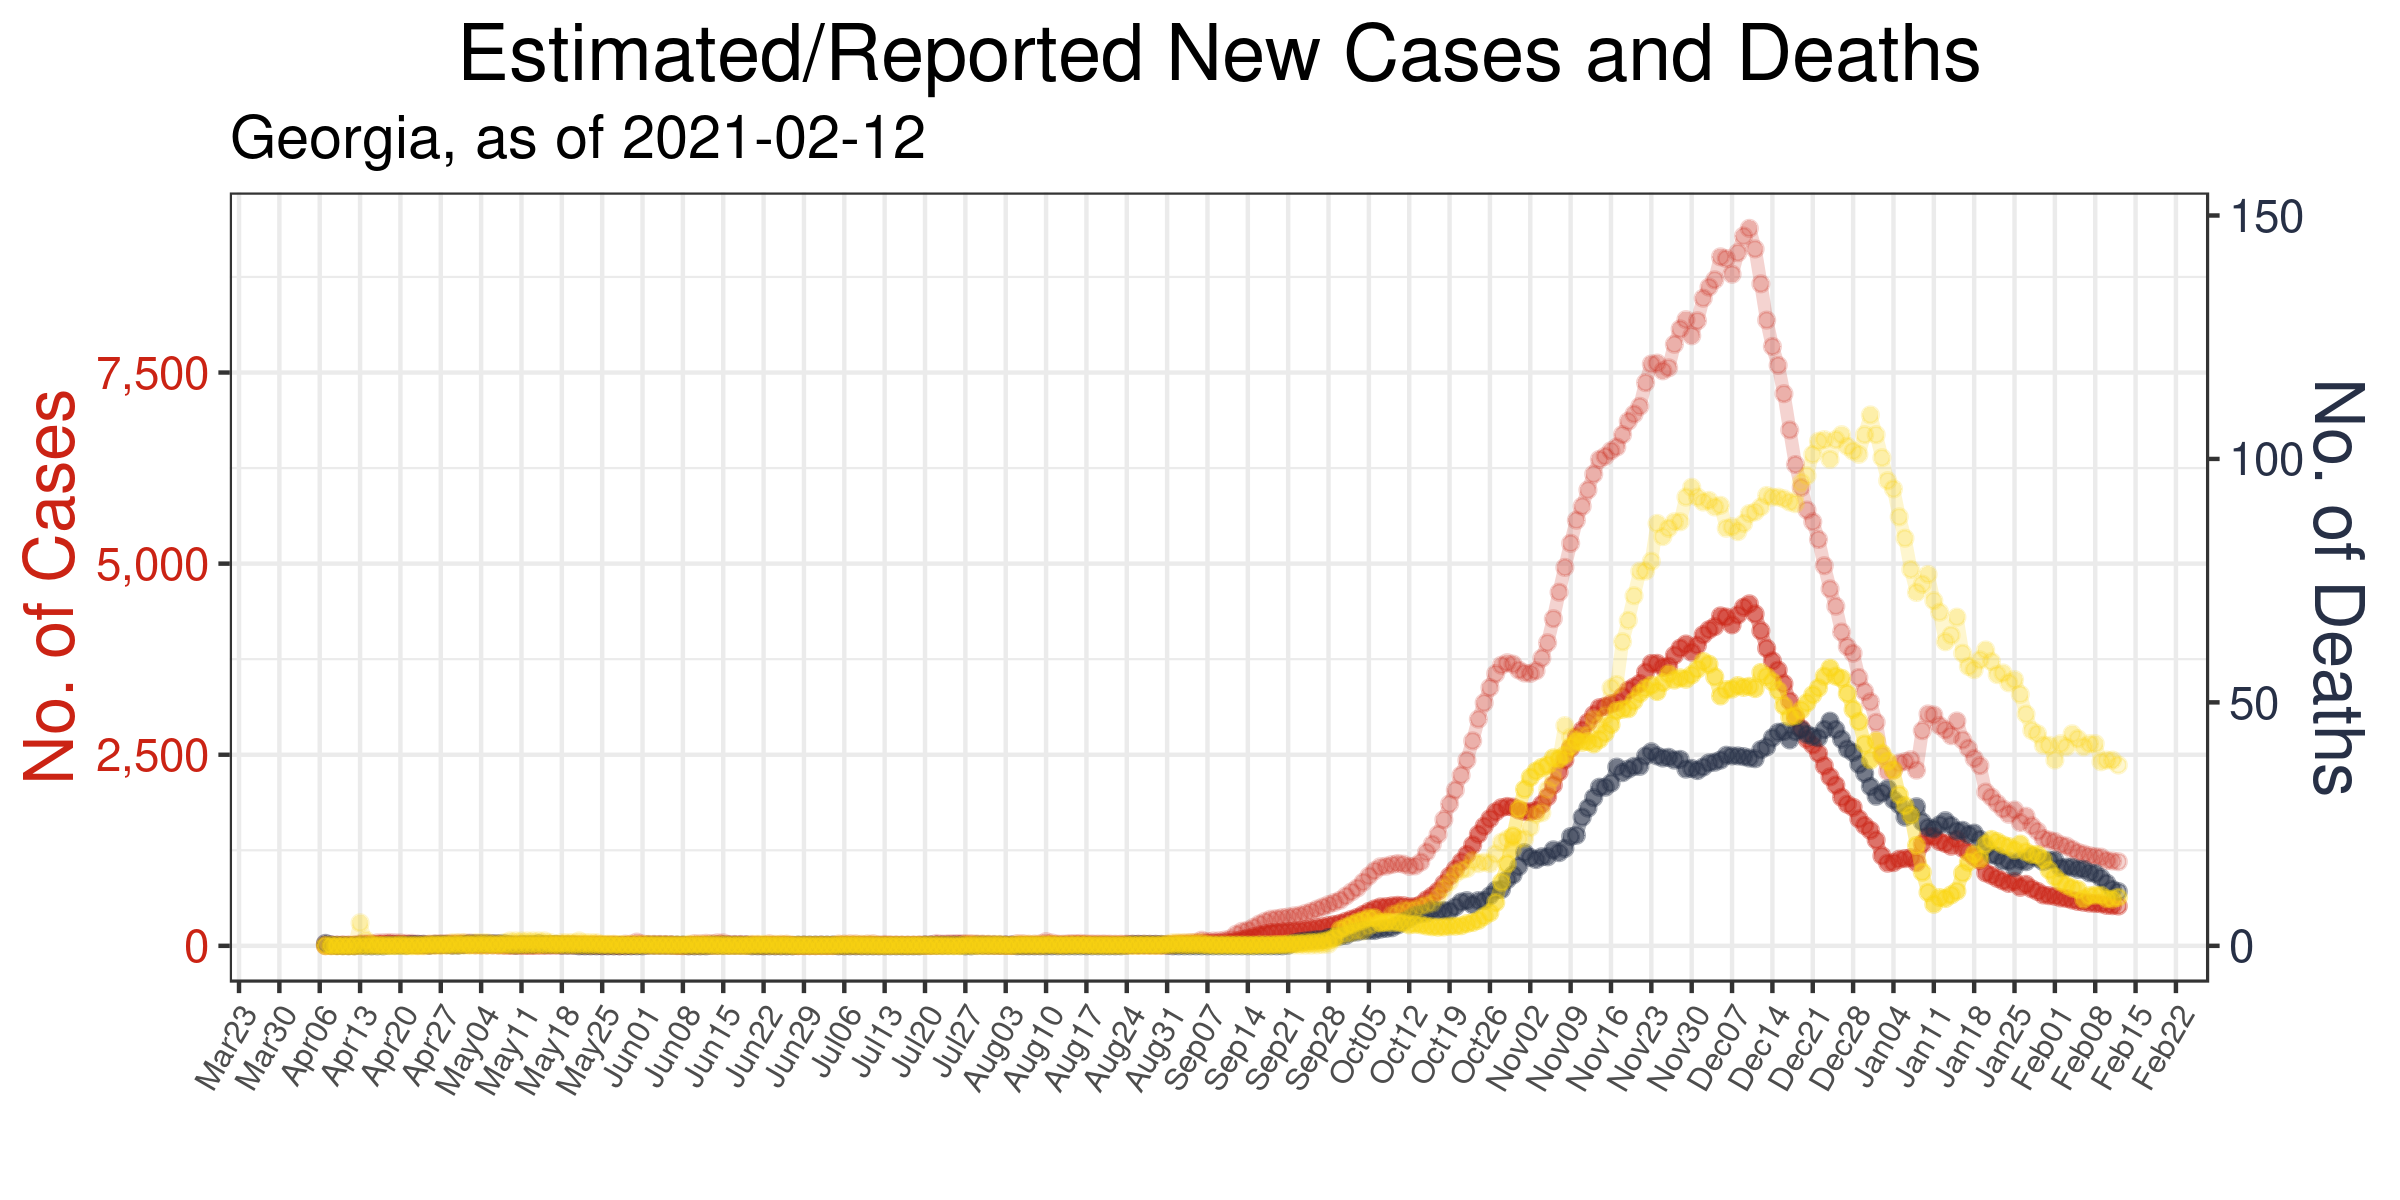 Estimated/Reported New Cases and Deaths
Georgia, as of 2021-02-12
No. of Cases
7,500
5,000
2,500
0
150
100
50
0
No. of Deaths
Mar23
Mar30
Apr06
Apr13
Apr20
Apr27
May04
May11
May18
May25
Jun01
Jun08
Jun15
Jun22
Jun29
Jul06
Jul13
Jul20
Jul27
Aug03
Aug10
Aug17
Aug24
Aug31
Sep07
Sep14
Sep21
Sep28
Oct05
Oct12
Oct19
Oct26
Nov02
Nov09
Nov16
Nov23
Nov30
Dec07
Dec14
Dec21
Dec28
Jan04
Jan11
Jan18
Jan25
Feb01
Feb08
Feb15
Feb22